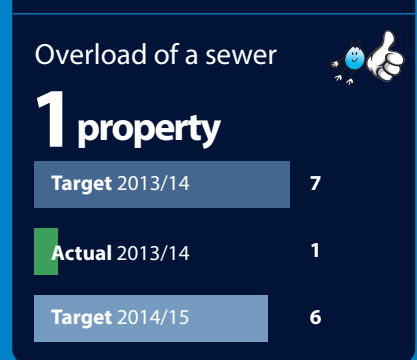 Overload of a sewer
1 property
Target 2013/14 7
Actual 2013/14 1
Target 2014/15 6